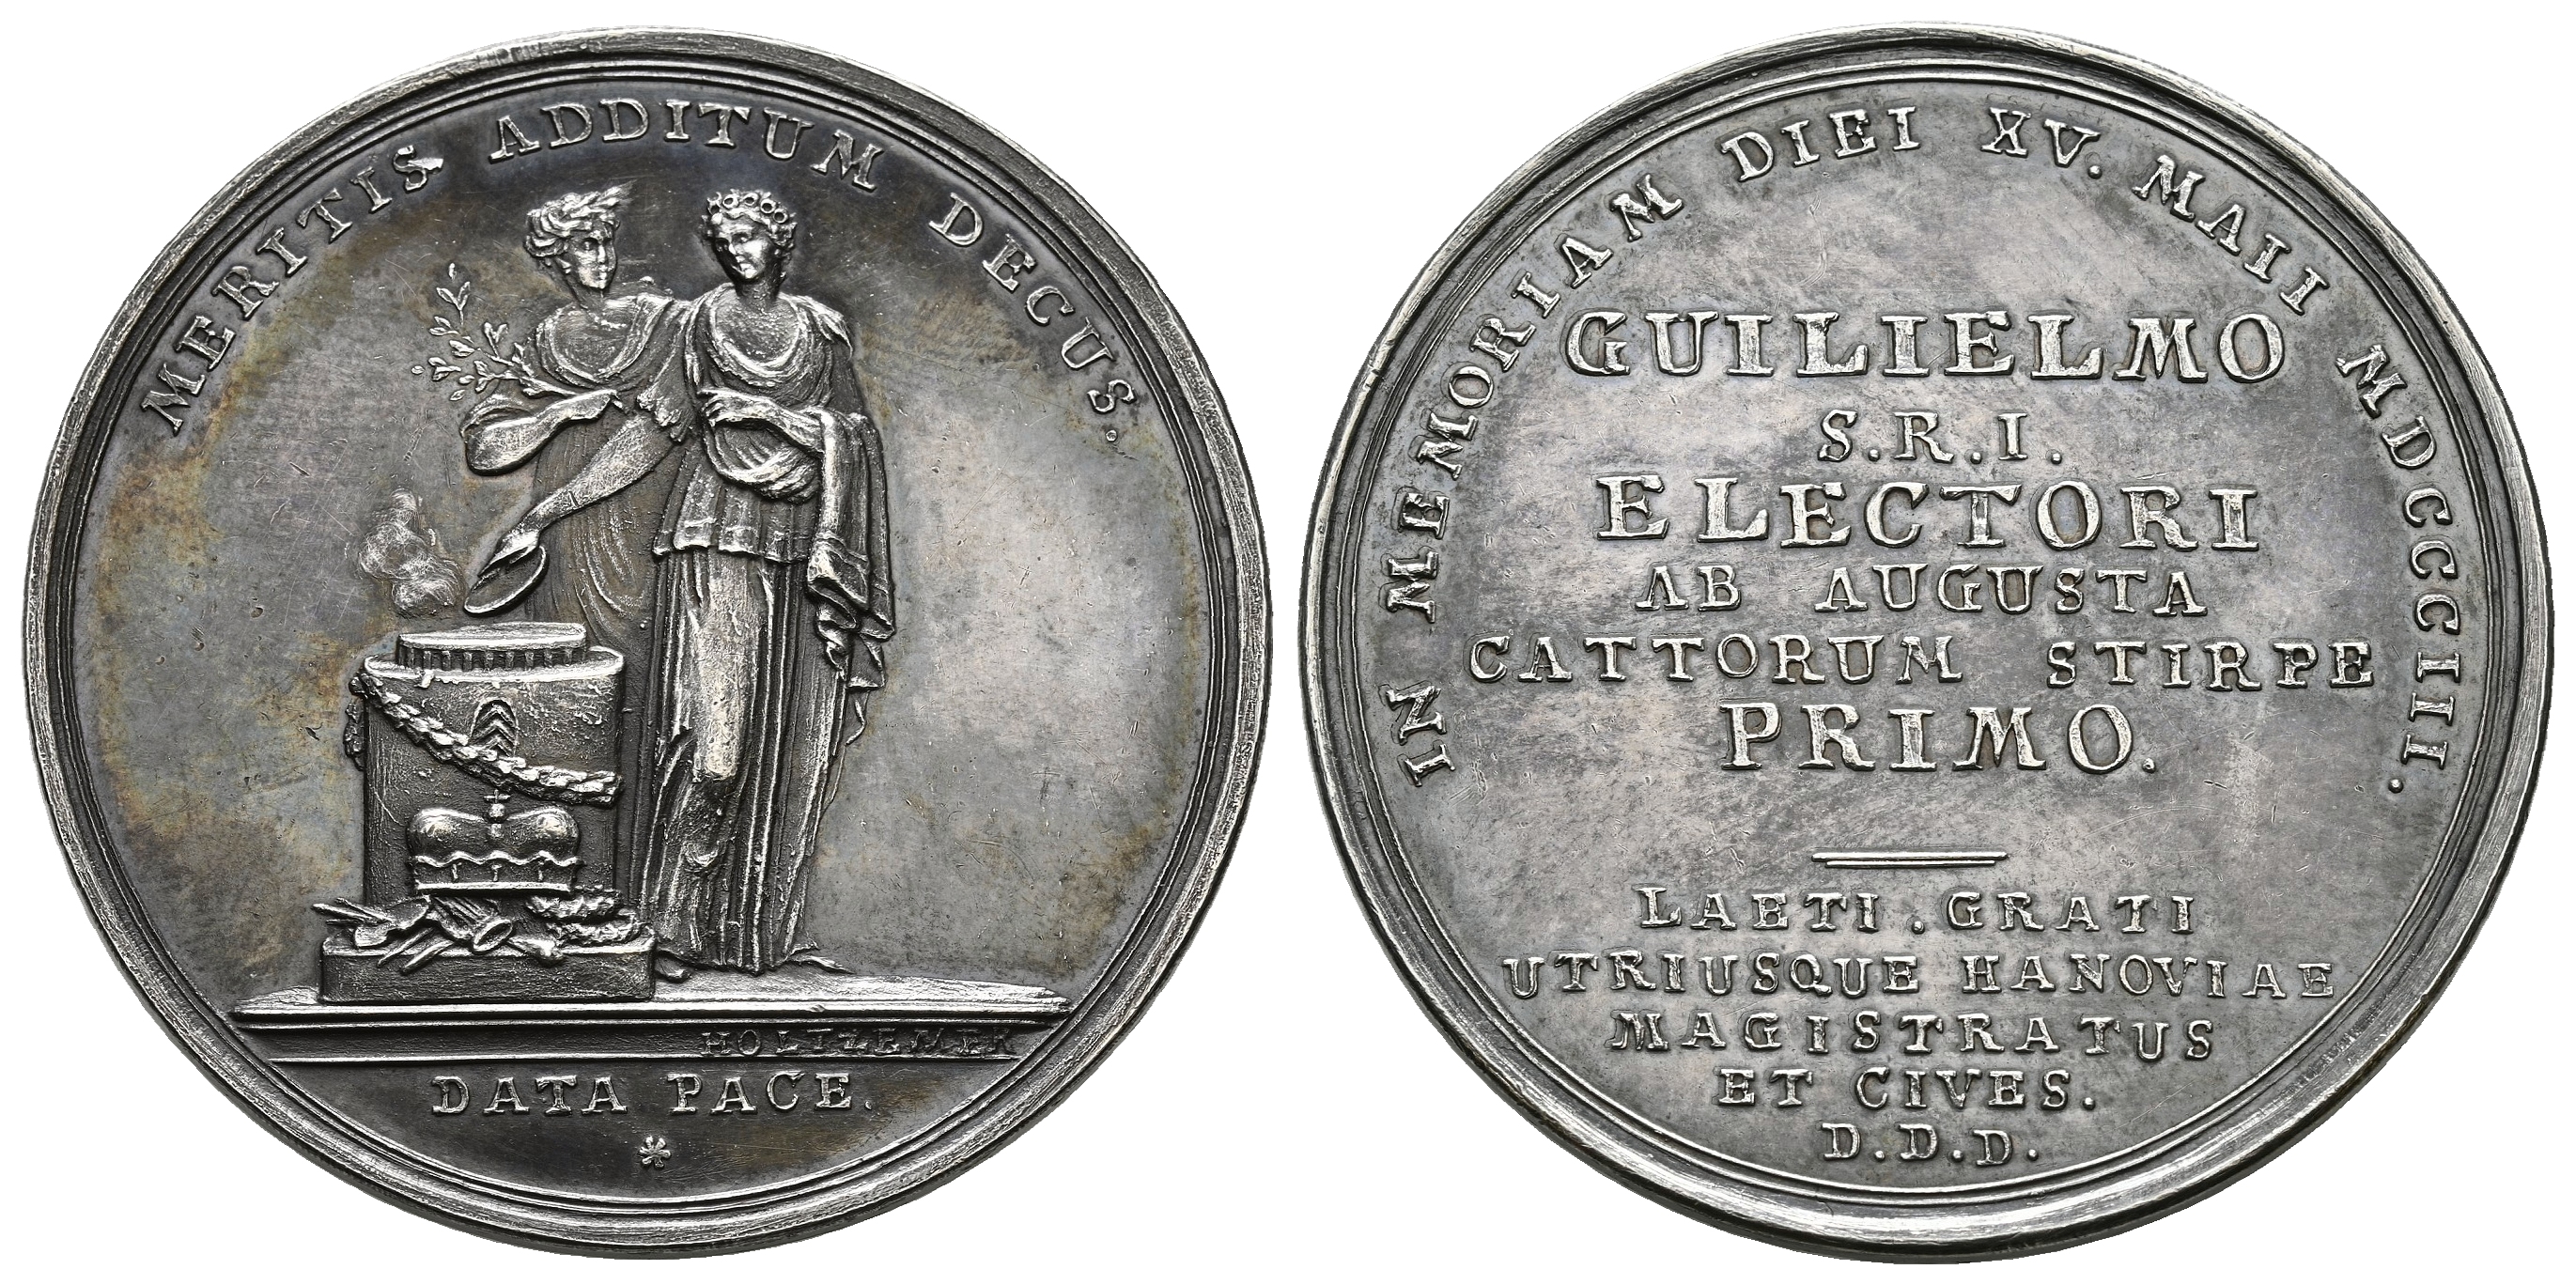 MERITIS ADDITUM DECUS.
HOLTZEMER
DATA PACE.
*
IN MEMORIAM DIEI XV. MAII MDCCCIII.
GUILIELMO
S.R.I.
ELECTORI
AB AUGUSTA
CATTORUM STIRPE
PRIMO.
LAETI . GRATI
UTRIUSQUE HANOVIAE
MAGISTRATUS
ET CIVES.
D.D.D.